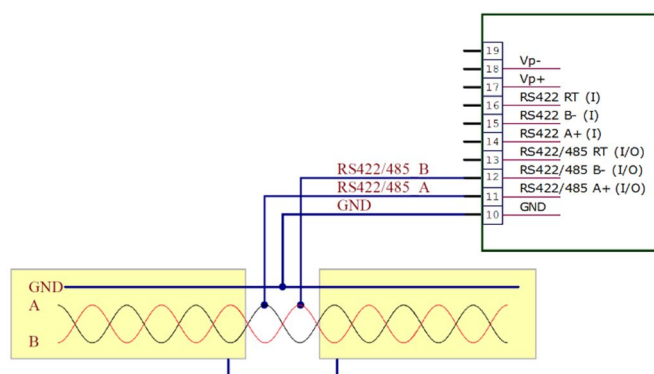 19
18 Vp-
17 Vp+
16 RS422 RT (I)
15 RS422 B- (I)
14 RS422 A+ (I)
13 RS422/485 RT (I/O)
RS422/485 B 12 RS422/485 B- (I/O)
RS422/485 A 11 RS422/485 A+ (I/O)
GND 10 GND
GND
A
B